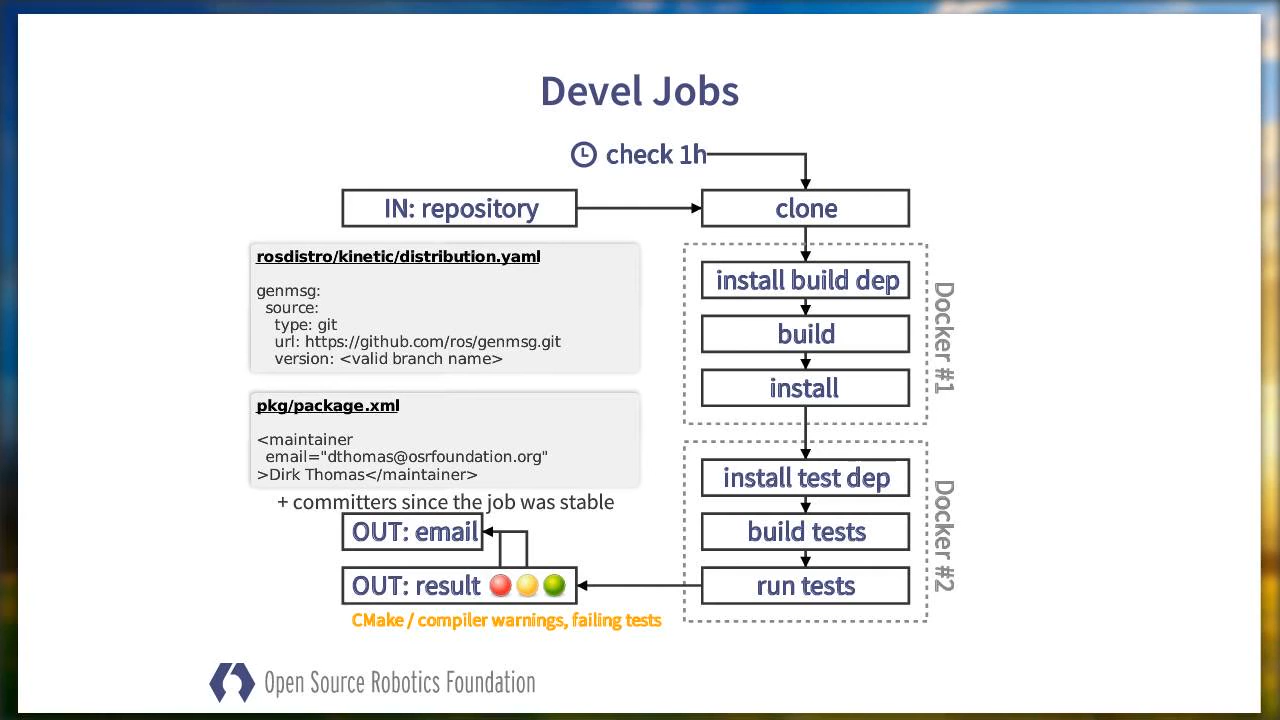 Devel Jobs
check 1h
IN: repository
clone
rosdistro/kinetic/distribution.yaml
genmsg:
source:
type: git
url: https://github.com/ros/genmsg.git
version: <valid branch name>
install build dep
build
install
Docker #1
pkg/package.xml
<maintainer
email="dthomas@osrfoundation.org"
>Dirk Thomas</maintainer>
+ committers since the job was stable
install test dep
build tests
run tests
Docker #2
OUT: email
OUT: result
CMake / compiler warnings, failing tests
Open Source Robotics Foundation